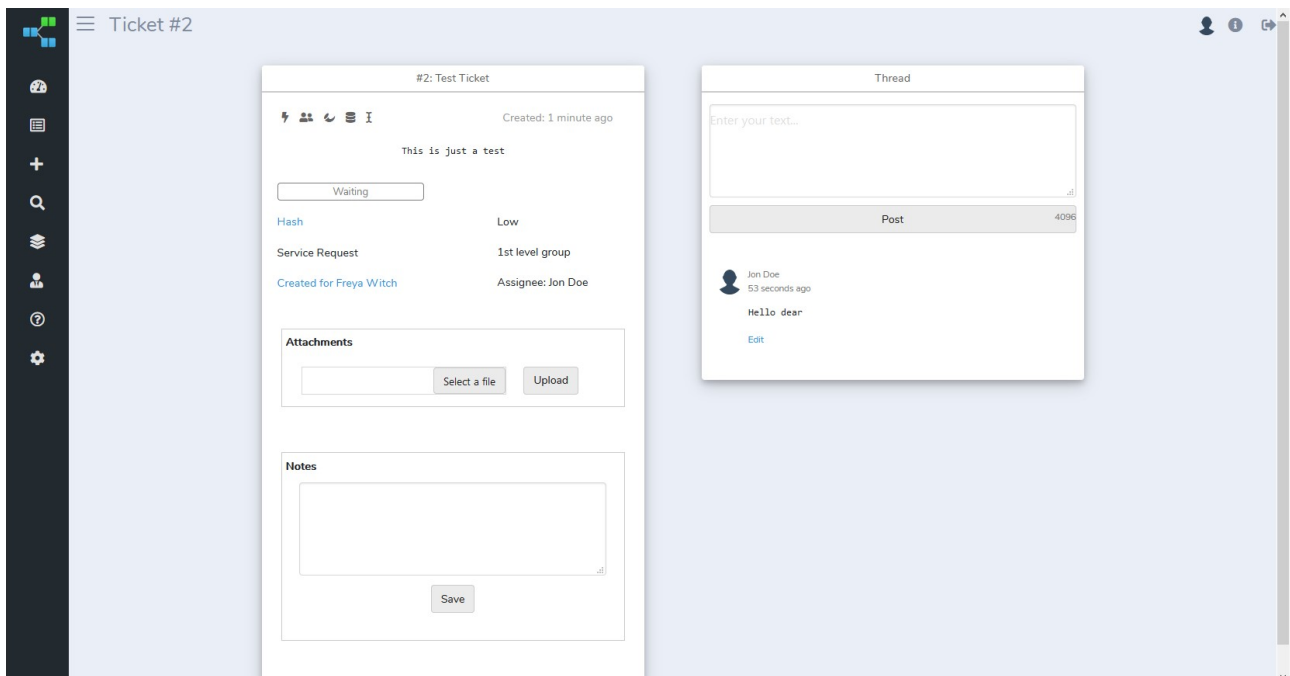 Ticket #2
#2: Test Ticket
Created: 1 minute ago
This is just a test
Waiting
Hash
Low
Service Request
1st level group
Created for Freya Witch
Assignee: Jon Doe
Attachments
Select a file
Upload
Notes
Save
Thread
Enter your text...
Post
4096
Jon Doe
53 seconds ago
Hello dear
Edit